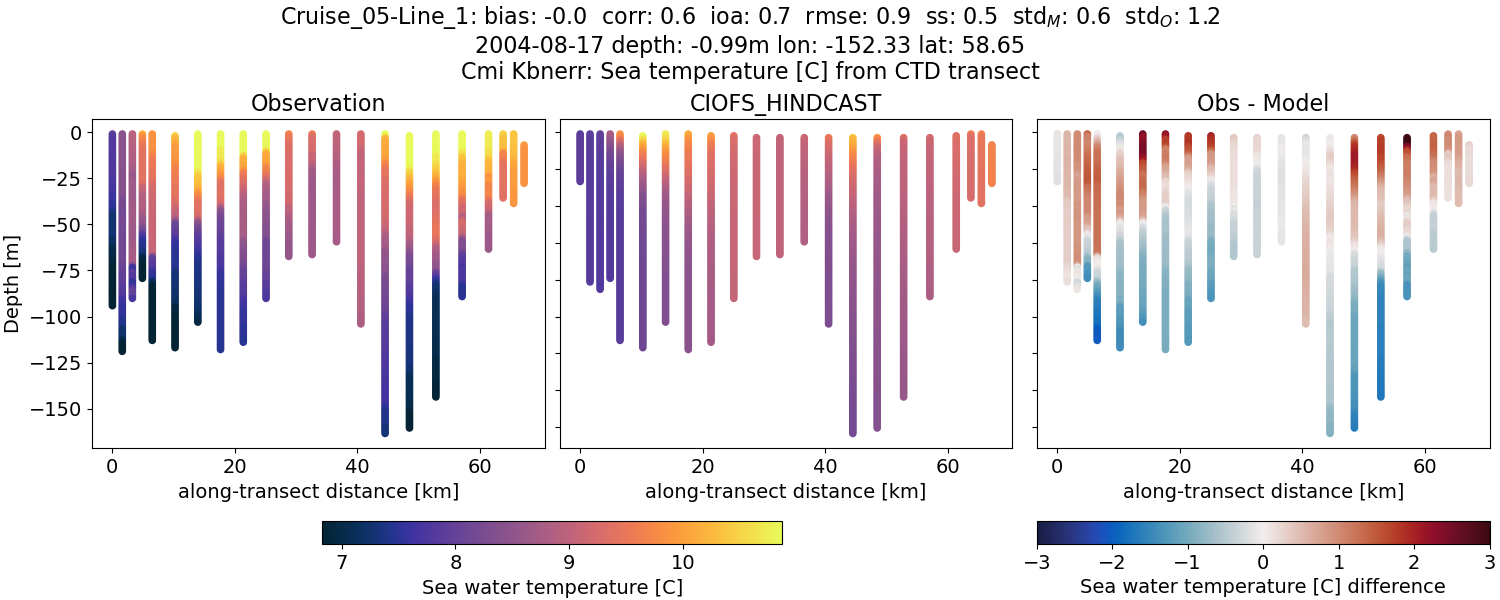 Cruise_05-Line_1: bias: -0.0 corr: 0.6 ioa: 0.7 rmse: 0.9 ss: 0.5 std_M: 0.6 std_O: 1.2
2004-08-17 depth: -0.99m lon: -152.33 lat: 58.65
Cmi Kbnerr: Sea temperature [C] from CTD transect
Observation
CIOFS_HINDCAST
Obs - Model
Depth [m]
0
−25
−50
−75
−100
−125
−150
0 20 40 60
0 20 40 60
0 20 40 60
along-transect distance [km]
along-transect distance [km]
along-transect distance [km]
7 8 9 10
Sea water temperature [C]
−3 −2 −1 0 1 2 3
Sea water temperature [C] difference